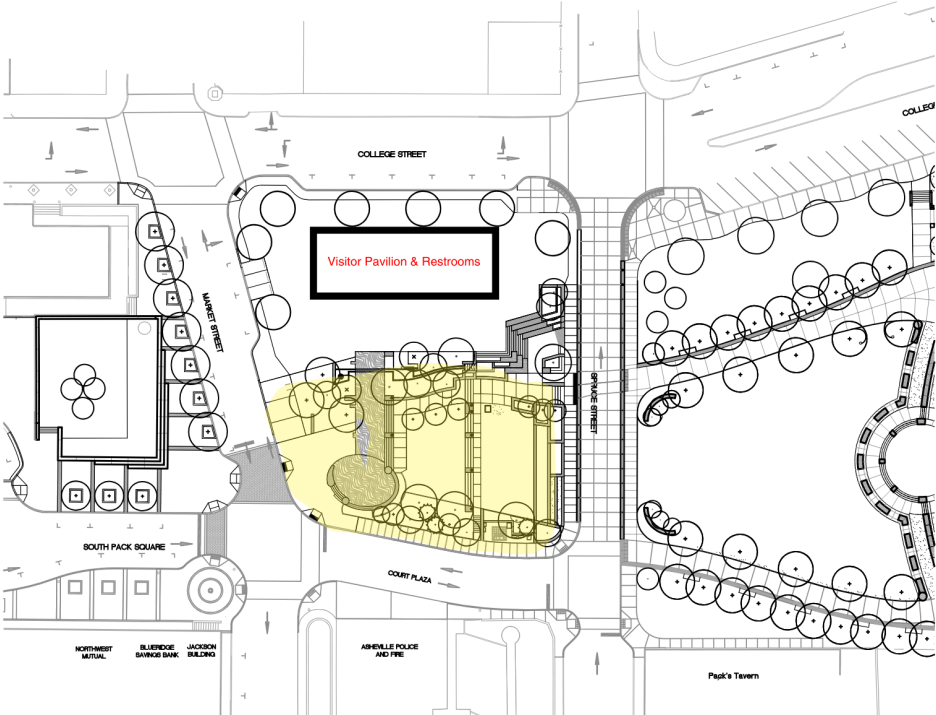 COLLEGE
COLLEGE STREET
Visitor Pavilion & Restrooms
MARKET STREET
SPRUCE STREET
SOUTH PACK SQUARE
COURT PLAZA
NORTHWEST
MUTUAL
BLUERIDGE
SAVINGS BANK
JACKSON
BUILDING
ASHEVILLE POLICE
AND FIRE
Pack's Tavern